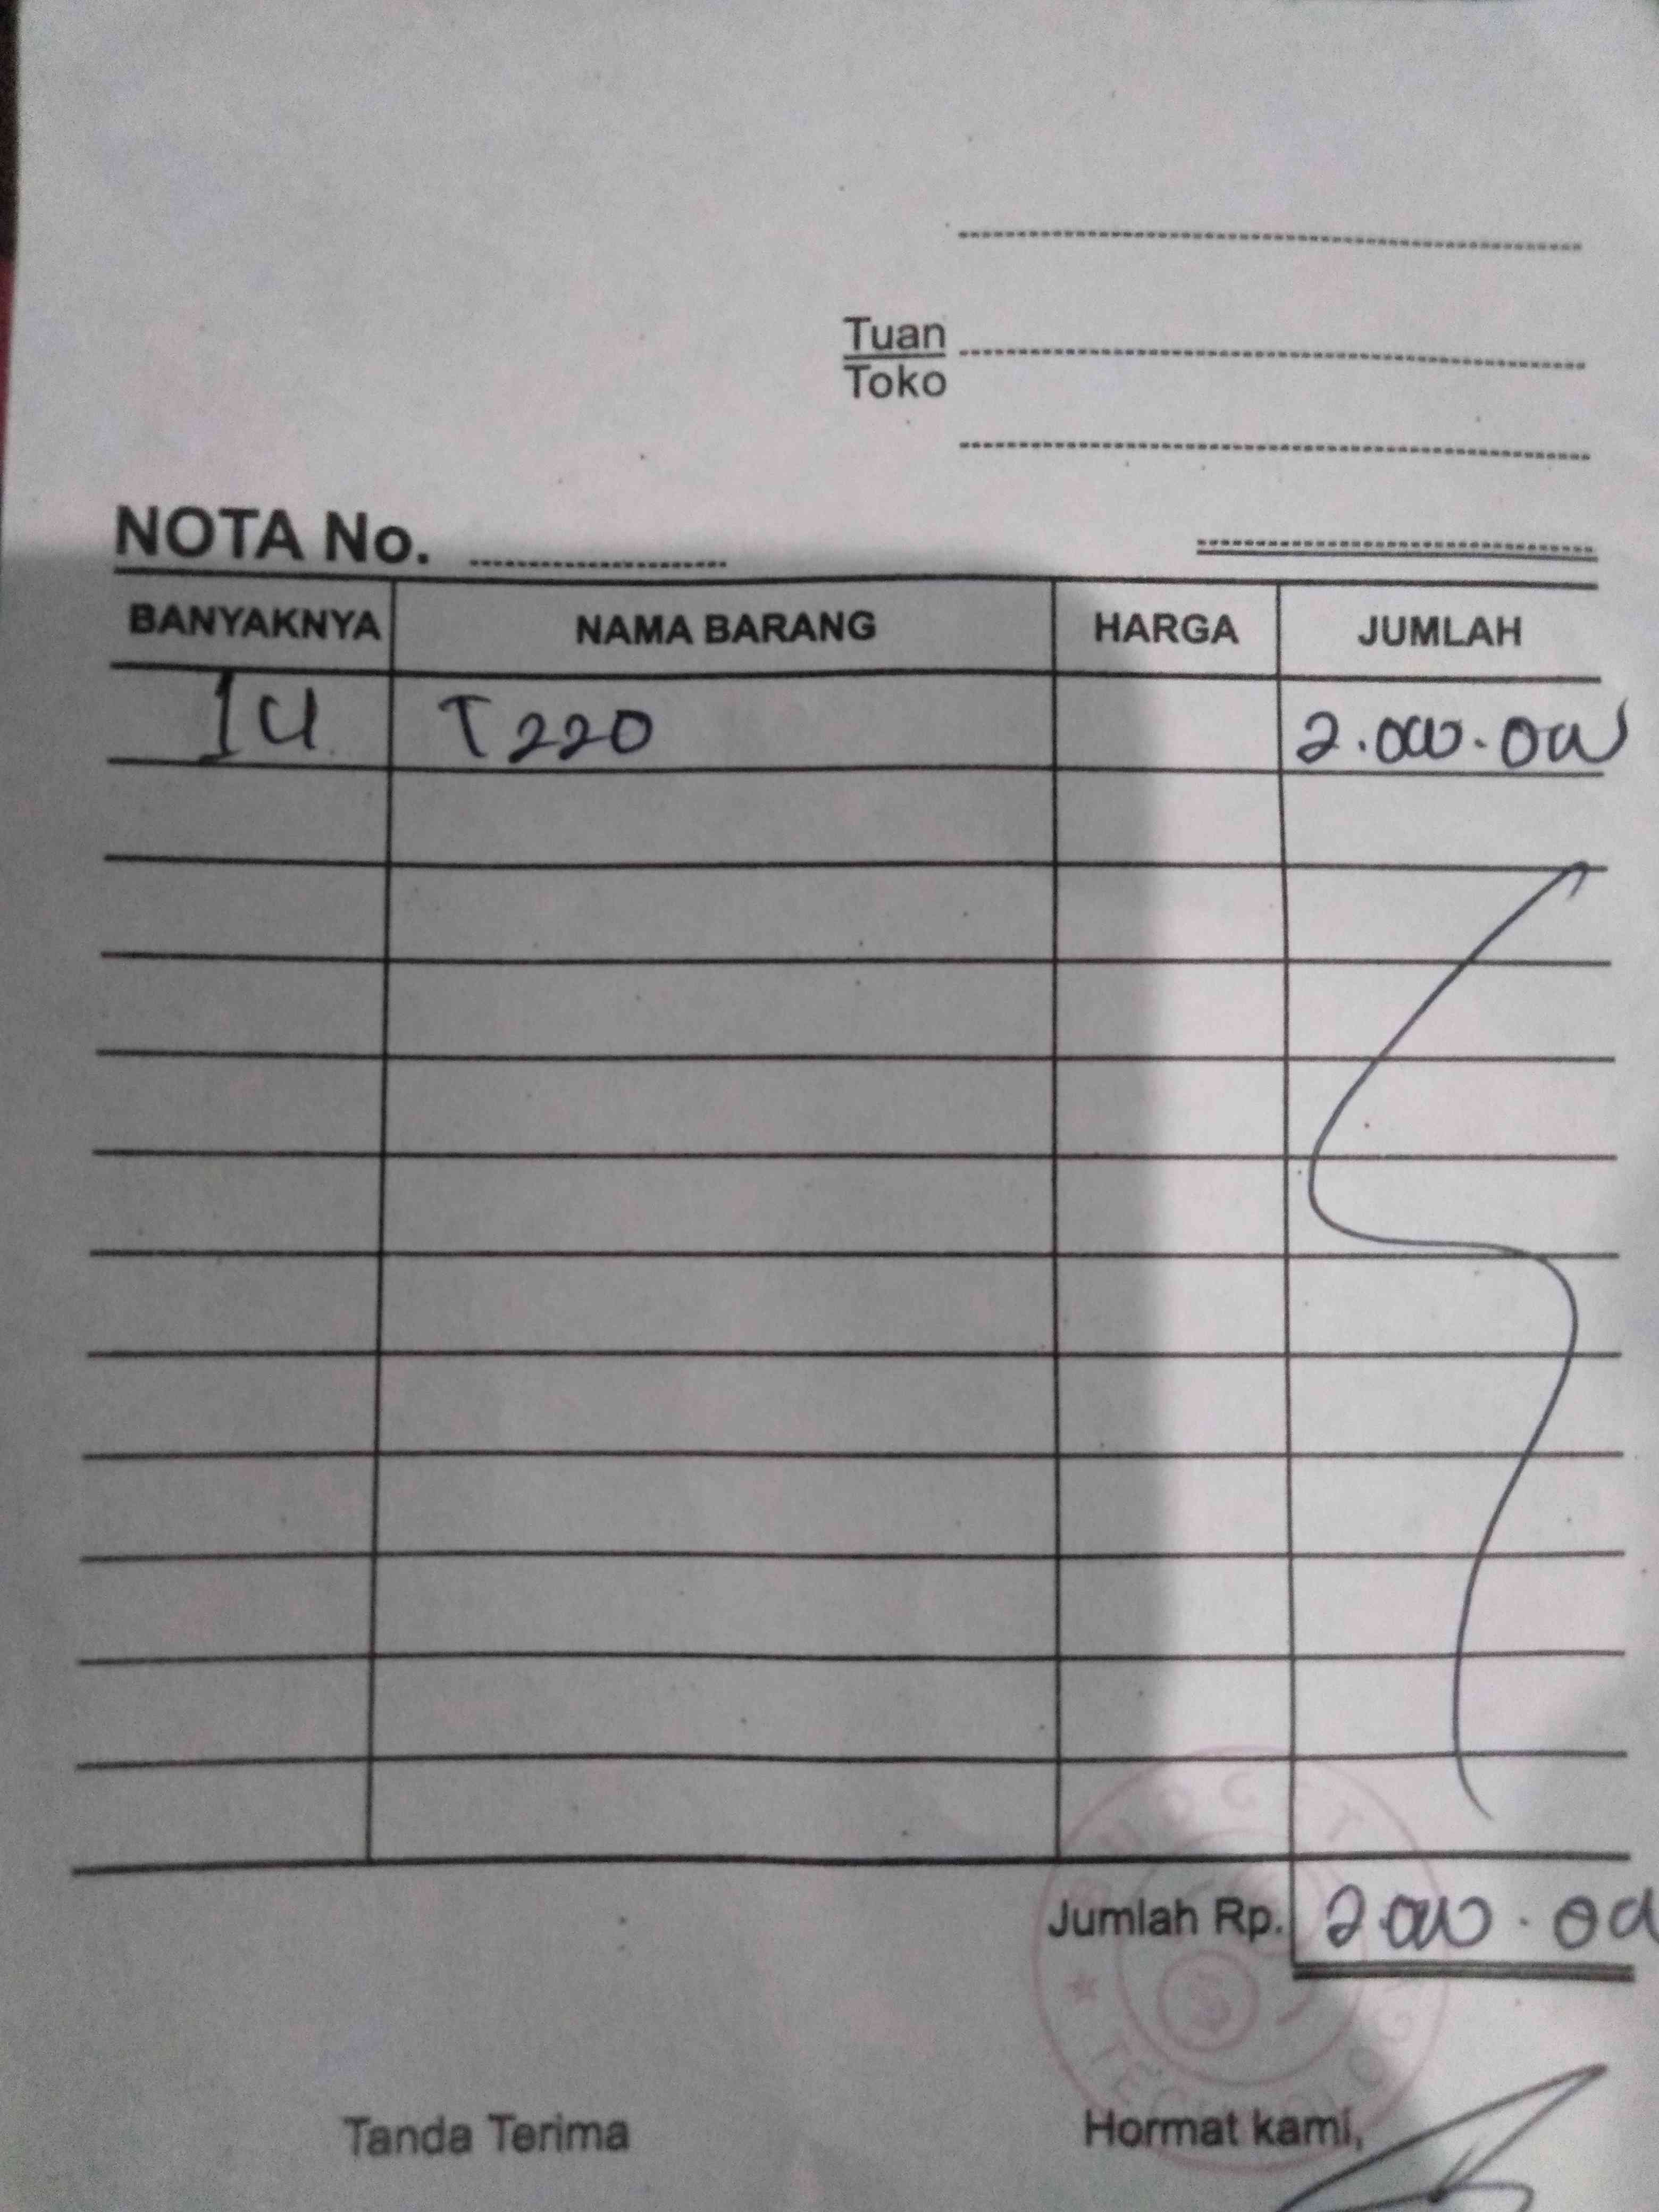 Tuan
Toko
NOTA No.
BANYAKNYA NAMA BARANG HARGA JUMLAH
1 U T220 2.000.000
Jumlah Rp. 2.000.00
Tanda Terima Hormat kami,